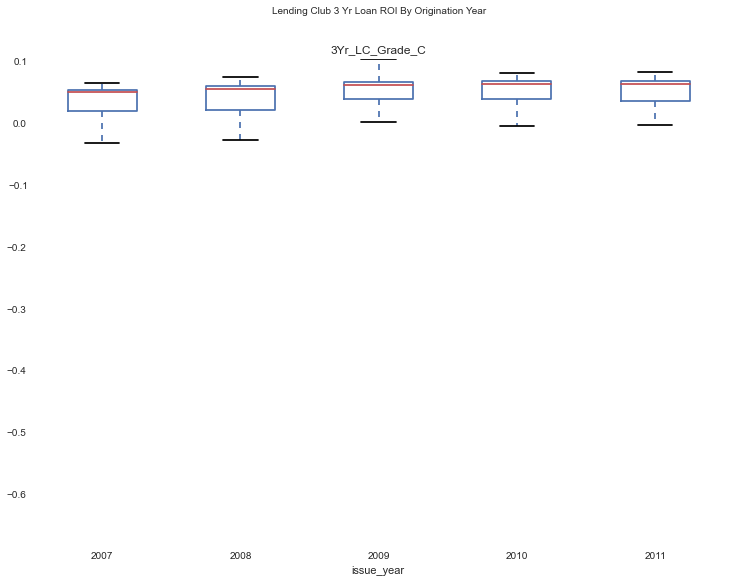 Lending Club 3 Yr Loan ROI By Origination Year
3Yr_LC_Grade_C
0.1
0.0
−0.1
−0.2
−0.3
−0.4
−0.5
−0.6
2007 2008 2009 2010 2011
issue_year